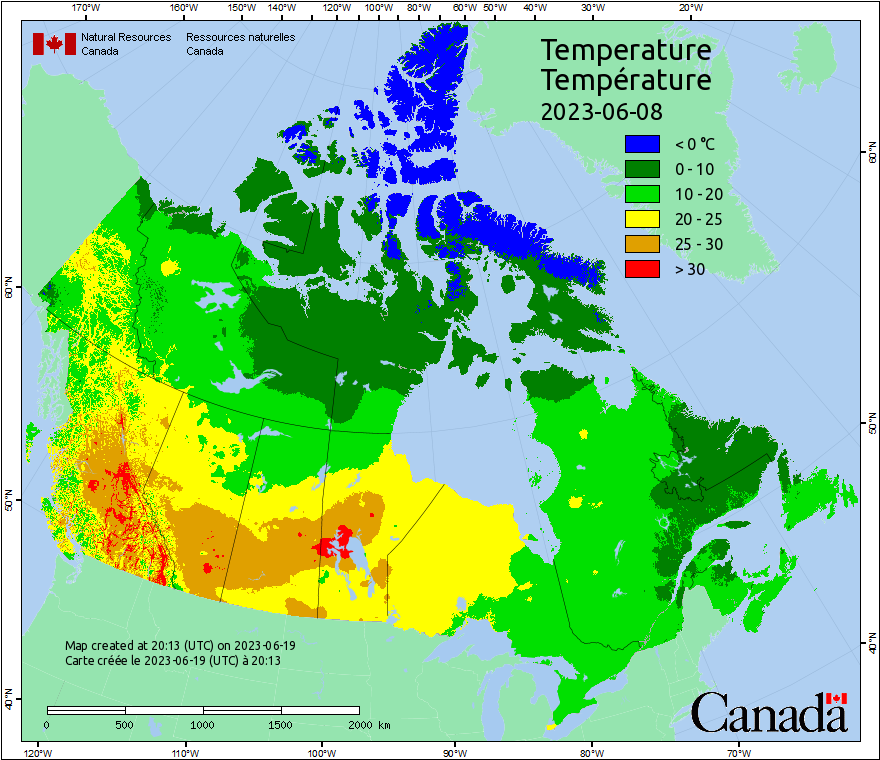 170°W 160°W 150°W 140°W 120°W 100°W 80°W 60°W 50°W 40°W 30°W 20°W
Natural Resources Ressources naturelles
Canada Canada
Temperature
Température
2023-06-08
< 0 °C
0 - 10
10 - 20
20 - 25
25 - 30
> 30
60°N
60°N
50°N
50°N
40°N
40°N
Map created at 20:13 (UTC) on 2023-06-19
Carte créée le 2023-06-19 (UTC) à 20:13
0 500 1000 1500 2000 km
Canada
120°W 110°W 100°W 90°W 80°W 70°W